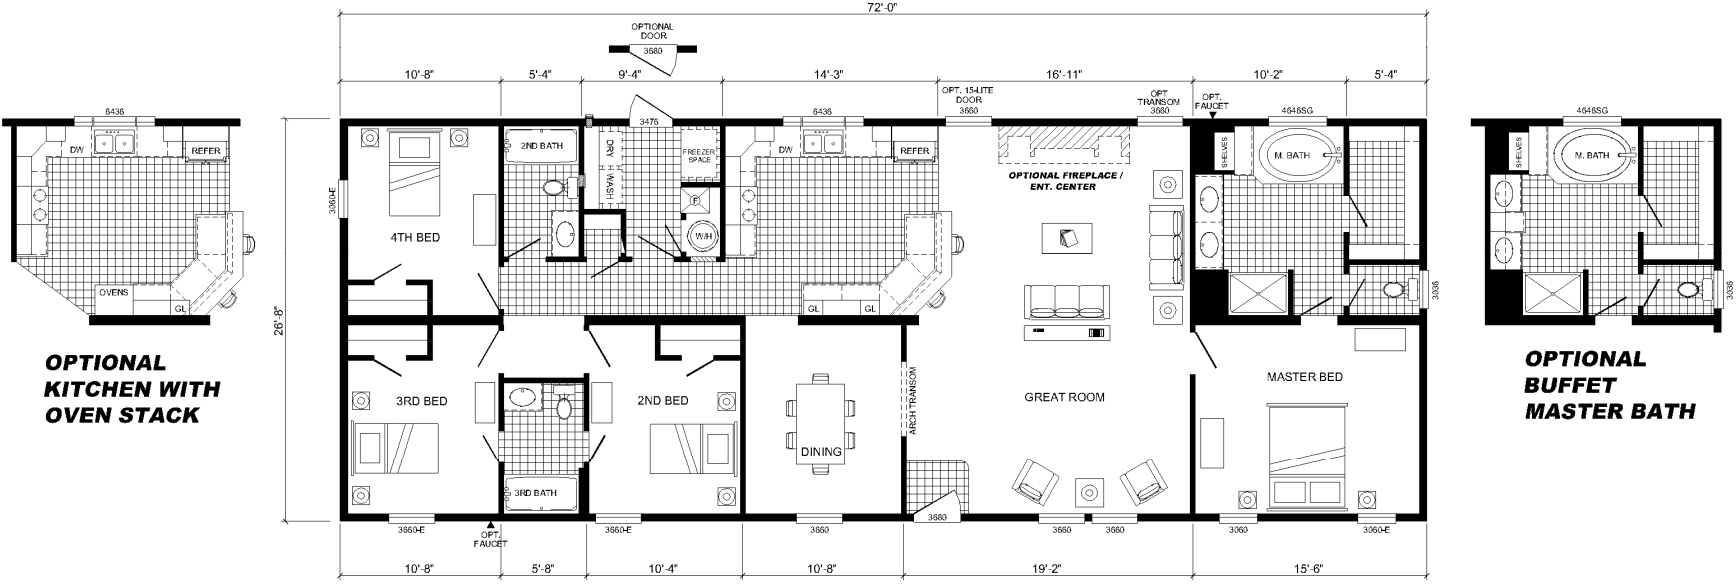 72'-0"
OPTIONAL
DOOR
3680
10'-8"
5'-4"
9'-4"
14'-3"
16'-11"
10'-2"
5'-4"
6436
DW
REFER
OVENS
GL
OPTIONAL
KITCHEN WITH
OVEN STACK
26'-8"
3060-E
4TH BED
2ND BATH
3476
DRY
WASH
FREEZER
SPACE
F
W/H
6436
DW
REFER
GL
GL
OPT. 15-LITE
DOOR
3660
OPT
TRANSOM
3660
OPTIONAL FIREPLACE /
ENT. CENTER
OPT.
FAUCET
4646SG
SHELVES
M. BATH
3036
4646SG
SHELVES
M. BATH
3036
OPTIONAL
BUFFET
MASTER BATH
3RD BED
2ND BED
3RD BATH
DINING
ARCH TRANSOM
GREAT ROOM
MASTER BED
3660-E
OPT.
FAUCET
3660-E
3660
3680
3660
3660
3060
3060-E
10'-8"
5'-8"
10'-4"
10'-8"
19'-2"
15'-6"